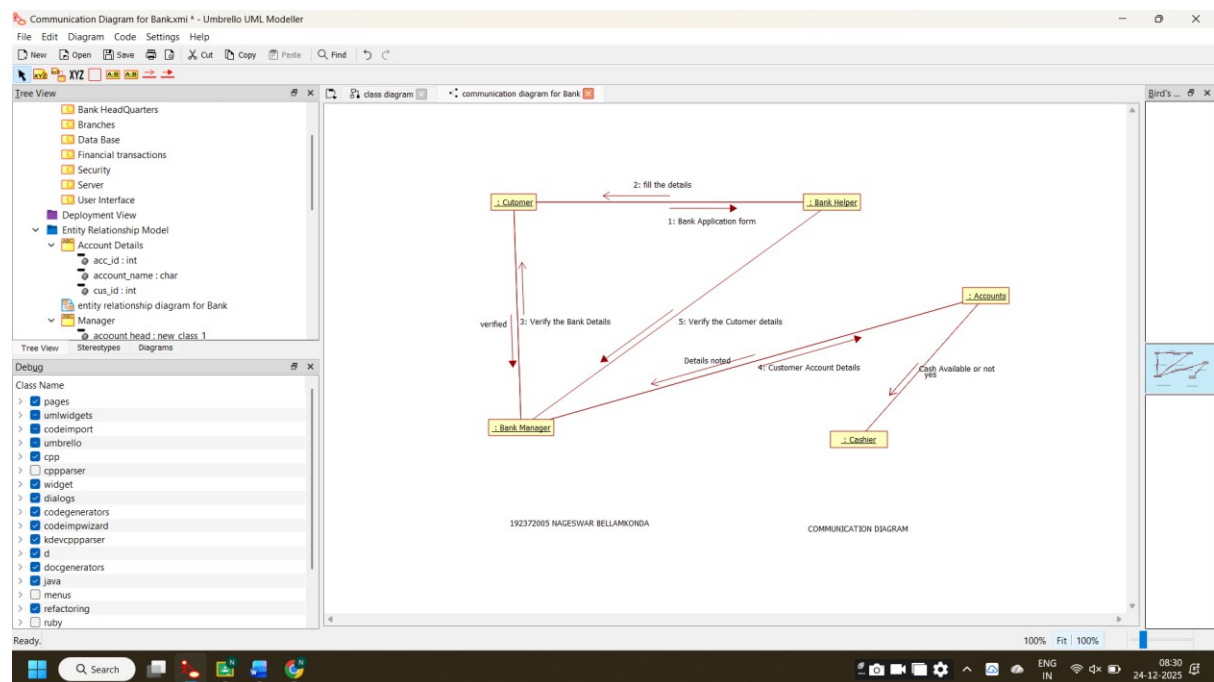 Communication Diagram for Bank.xmi * - Umbrello UML Modeller
File Edit Diagram Code Settings Help
New Open Save Cut Copy Paste Find
XYZ XYZ A:B A:B
Tree View
class diagram communication diagram for Bank
Bird's ...
Bank HeadQuarters
Branches
Data Base
Financial transactions
Security
Server
User Interface
Deployment View
Entity Relationship Model
Account Details
acc_id : int
account_name : char
cus_id : int
entity relationship diagram for Bank
Manager
acoount head : new class 1
Tree View Stereotypes Diagrams
Debug
Class Name
pages
umlwidgets
codeimport
umbrello
cpp
cppparser
widget
dialogs
codegenerators
codeimpwizard
kdevcppparser
d
docgenerators
java
menus
refactoring
ruby
2: fill the details
: Cutomer
: Bank Helper
1: Bank Application form
: Accounts
verified
3: Verify the Bank Details
5: Verify the Cutomer details
Details noted
4: Customer Account Details
Cash Available or not
yes
: Bank Manager
: Cashier
192372005 NAGESWAR BELLAMKONDA
COMMUNICATION DIAGRAM
Ready.
100% Fit 100%
Search
ENG
IN
08:30
24-12-2025